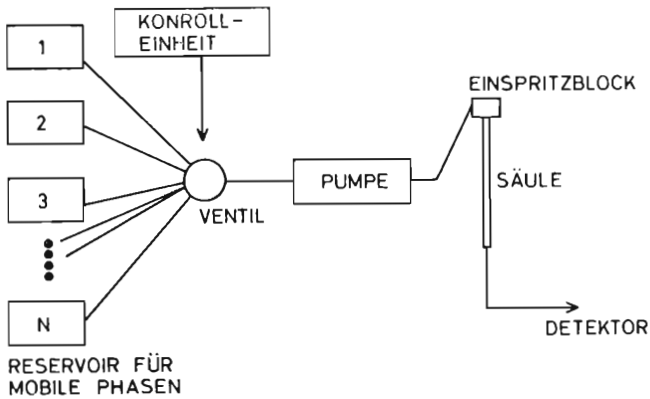 1
KONROLL-
EINHEIT
2
3
N
RESERVOIR FÜR
MOBILE PHASEN
VENTIL
PUMPE
EINSPRITZBLOCK
SÄULE
DETEKTOR